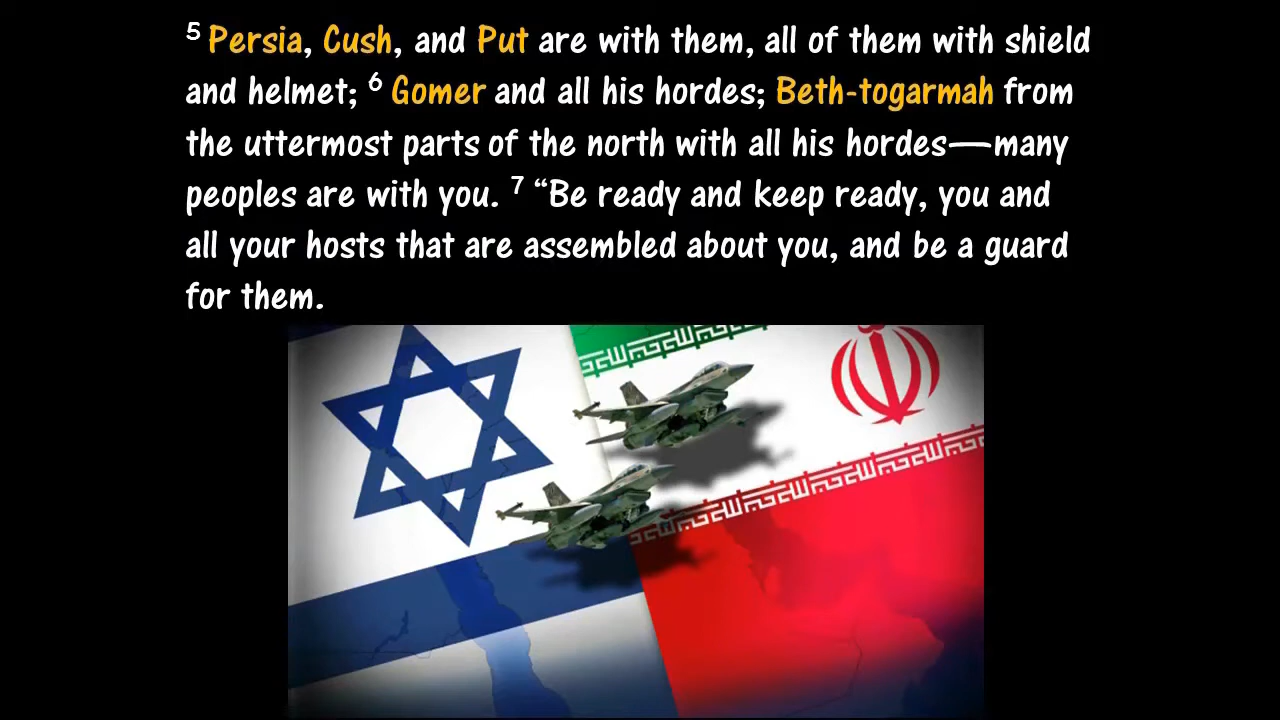 ⁵ Persia, Cush, and Put are with them, all of them with shield
and helmet; ⁶ Gomer and all his hordes; Beth-togarmah from
the uttermost parts of the north with all his hordes—many
peoples are with you. ⁷ “Be ready and keep ready, you and
all your hosts that are assembled about you, and be a guard
for them.